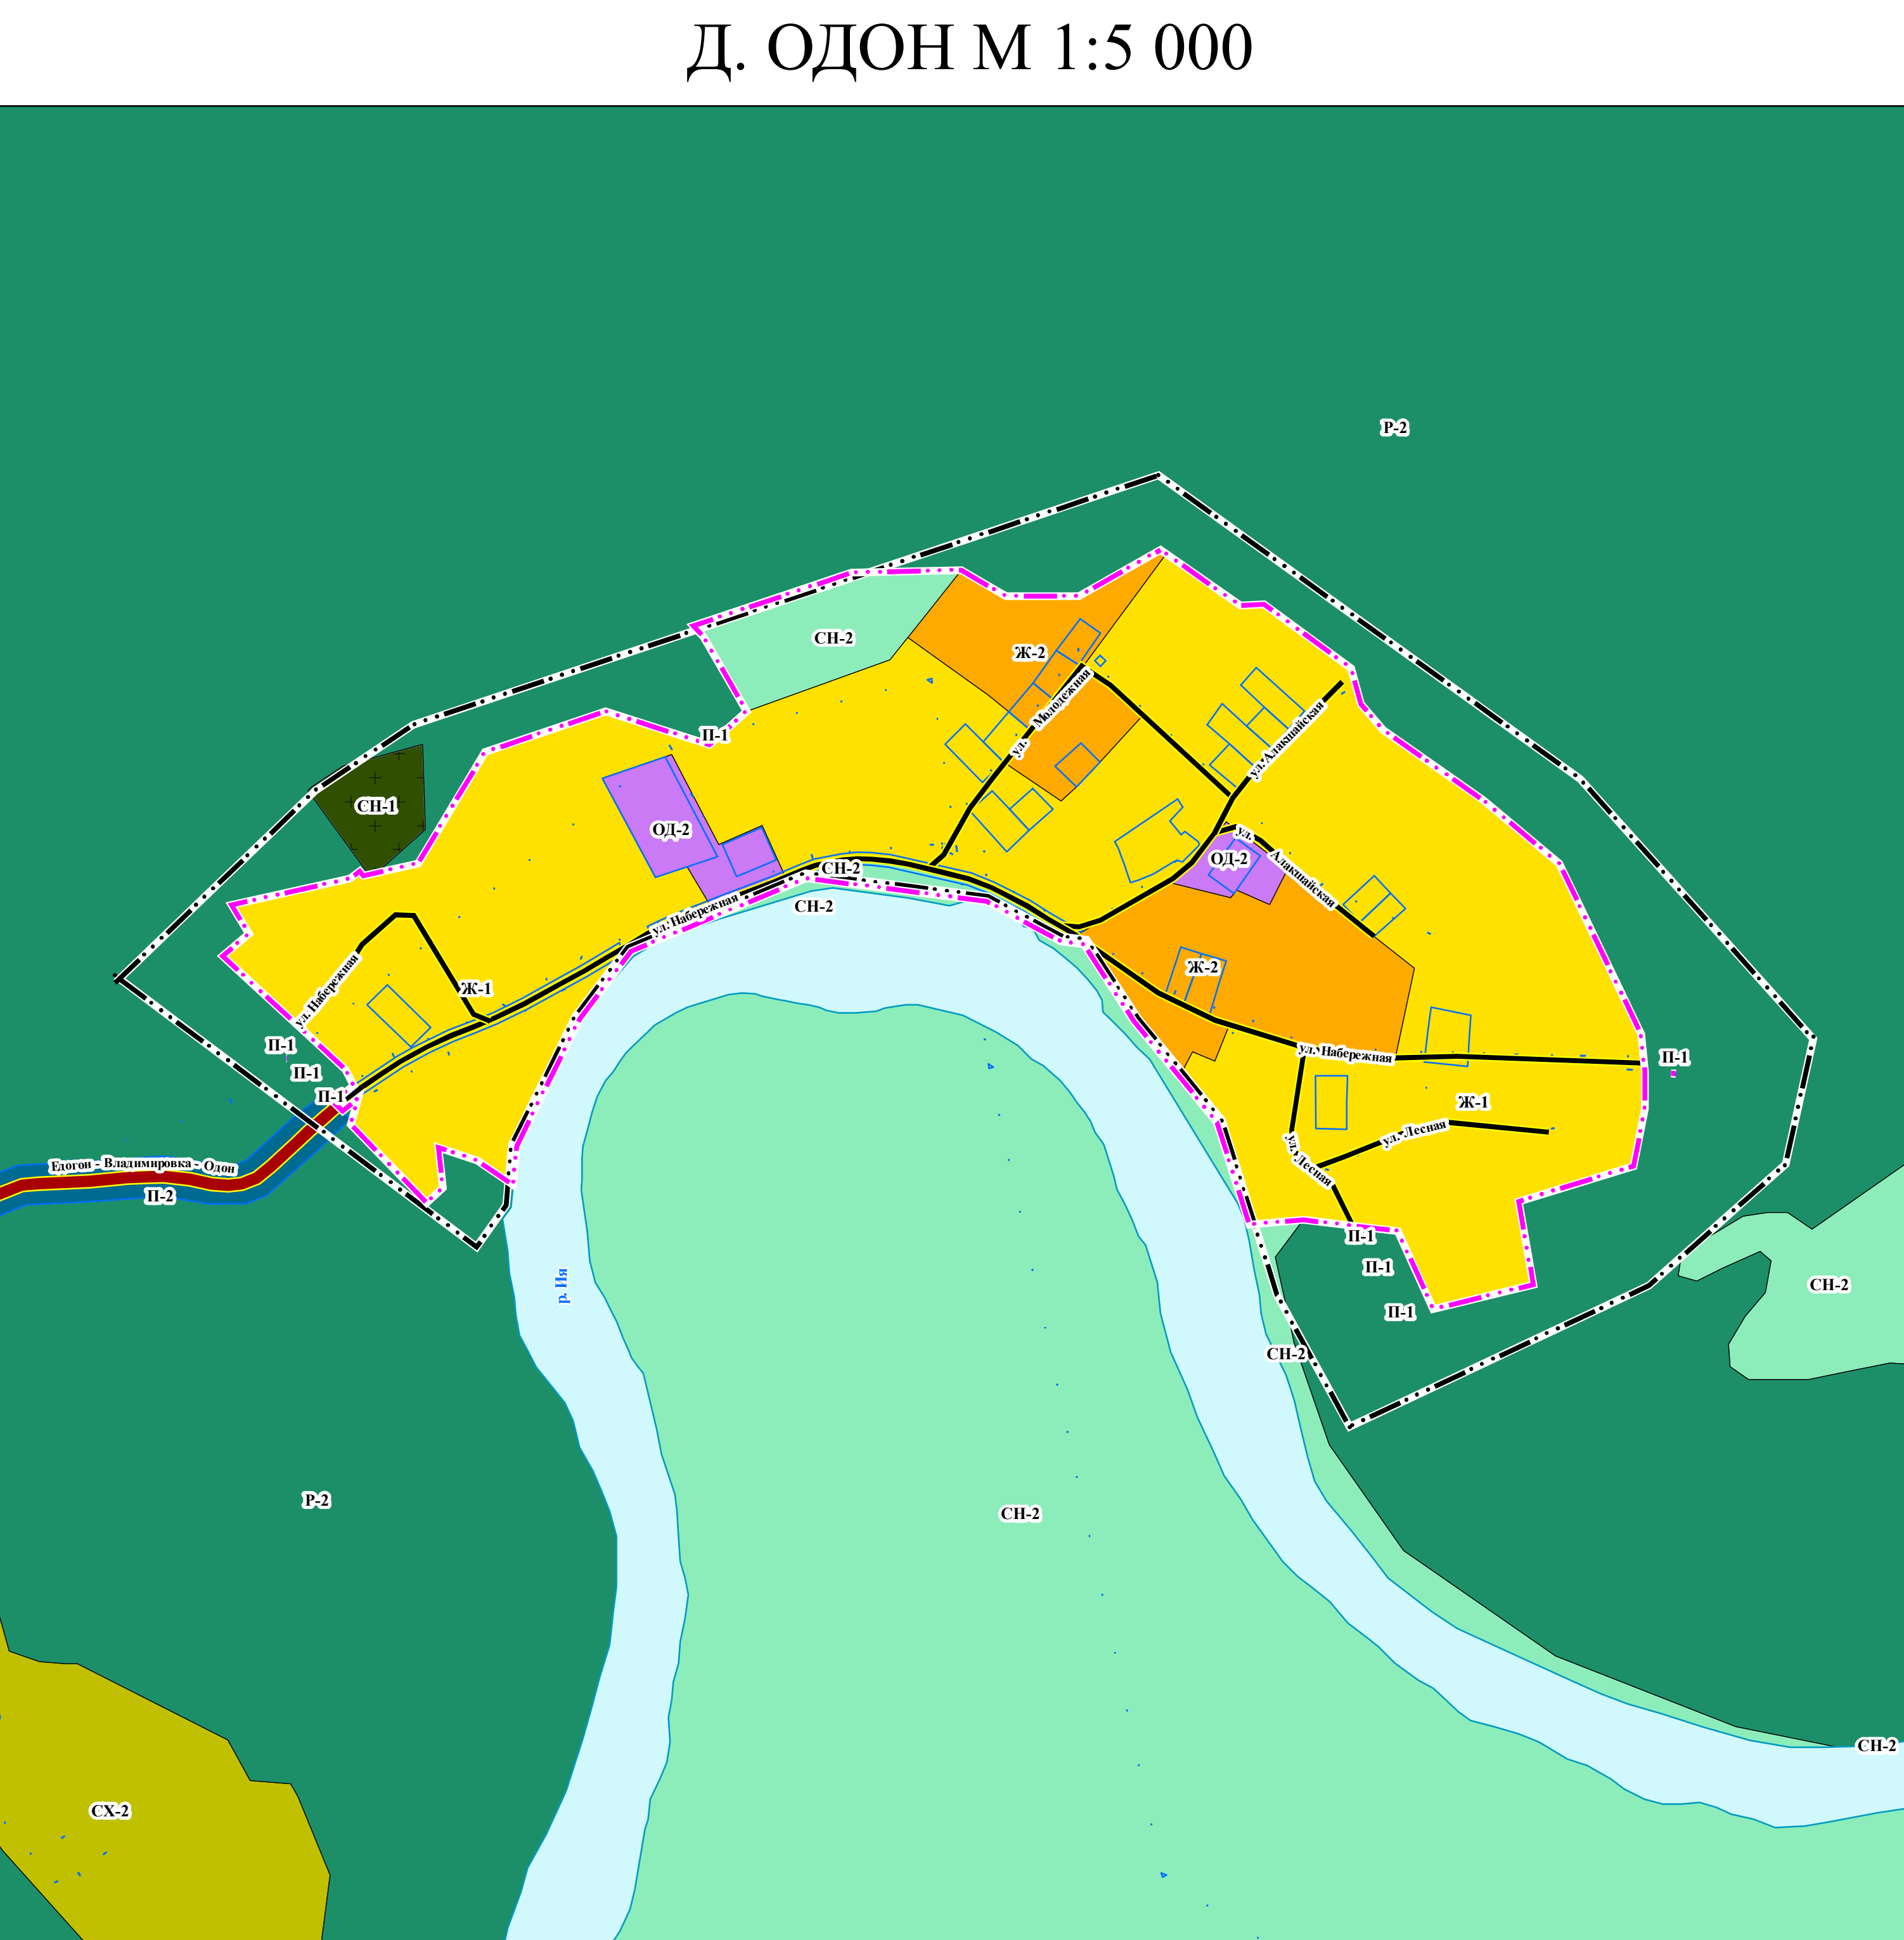 Д. ОДОН М 1:5 000
Р-2
СН-2
Ж-2
ул. Молодежная
П-1
ул. Алакшайская
СН-1
ОД-2
ул. Алакшайская
ОД-2
СН-2
СН-2
ул. Набережная
Ж-2
ул. Набережная
Ж-1
П-1
ул. Набережная
П-1
П-1
П-1
Ж-1
ул. Лесная
ул. Лесная
Едогон - Владимировка - Одон
П-2
П-1
П-1
р. Ия
СН-2
П-1
СН-2
Р-2
СН-2
СН-2
СХ-2